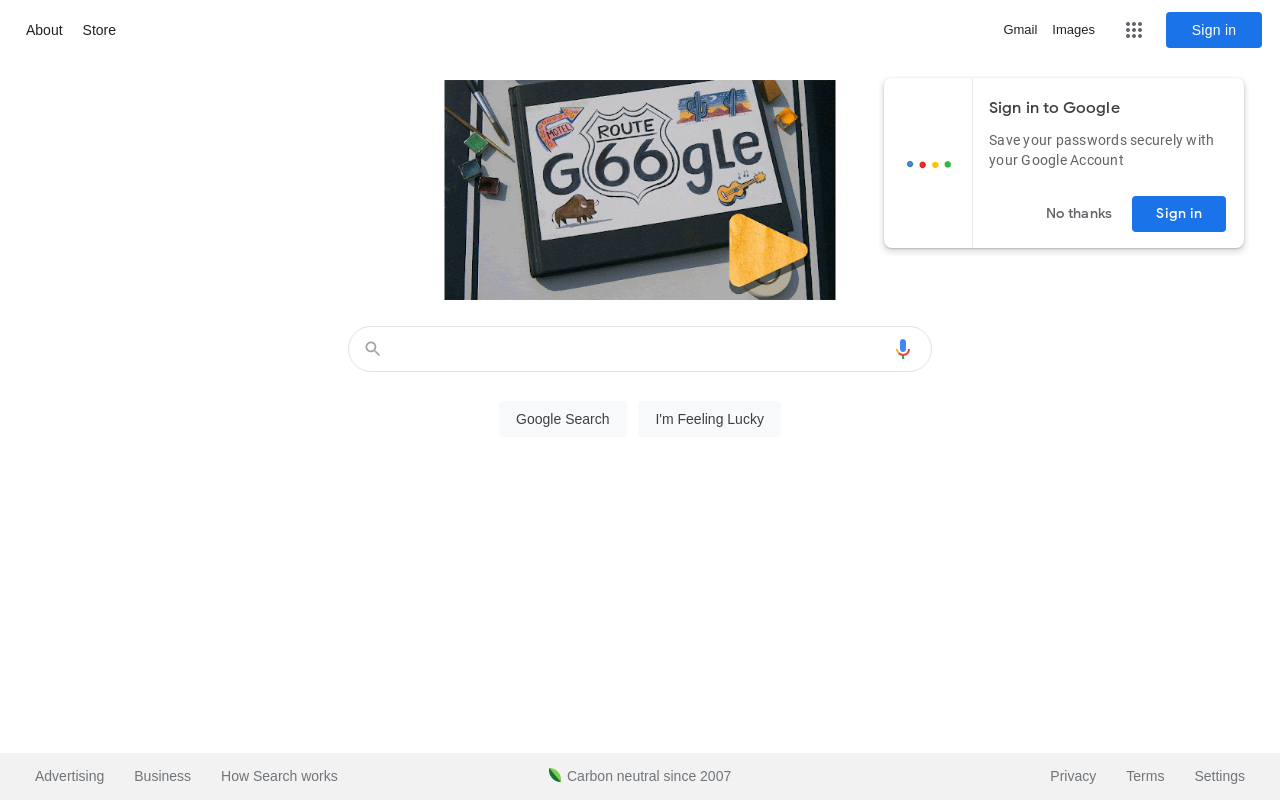 About
Store
Gmail
Images
Sign in
MOTEL
ROUTE
G66gle
Sign in to Google
Save your passwords securely with
your Google Account
No thanks
Sign in
Google Search
I'm Feeling Lucky
Advertising
Business
How Search works
Carbon neutral since 2007
Privacy
Terms
Settings